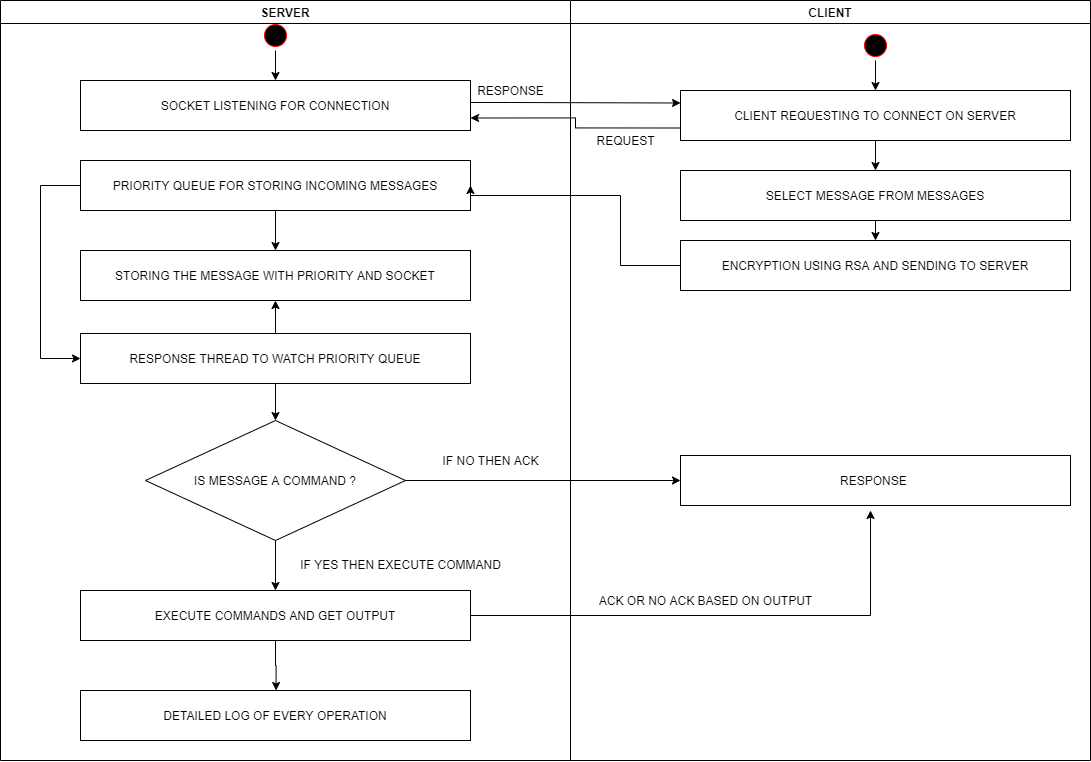 SERVER
CLIENT
SOCKET LISTENING FOR CONNECTION
RESPONSE
CLIENT REQUESTING TO CONNECT ON SERVER
REQUEST
PRIORITY QUEUE FOR STORING INCOMING MESSAGES
SELECT MESSAGE FROM MESSAGES
STORING THE MESSAGE WITH PRIORITY AND SOCKET
ENCRYPTION USING RSA AND SENDING TO SERVER
RESPONSE THREAD TO WATCH PRIORITY QUEUE
IS MESSAGE A COMMAND ?
IF NO THEN ACK
RESPONSE
IF YES THEN EXECUTE COMMAND
EXECUTE COMMANDS AND GET OUTPUT
ACK OR NO ACK BASED ON OUTPUT
DETAILED LOG OF EVERY OPERATION